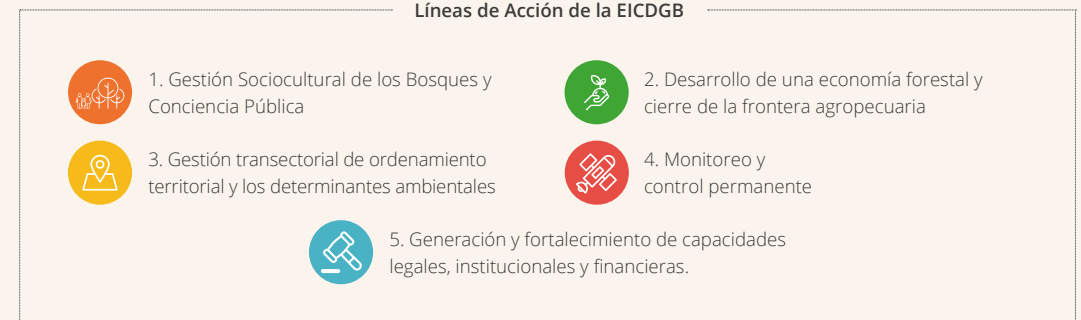 Líneas de Acción de la EICDGB
1. Gestión Sociocultural de los Bosques y
Conciencia Pública
2. Desarrollo de una economía forestal y
cierre de la frontera agropecuaria
3. Gestión transectorial de ordenamiento
territorial y los determinantes ambientales
4. Monitoreo y
control permanente
5. Generación y fortalecimiento de capacidades
legales, institucionales y financieras.